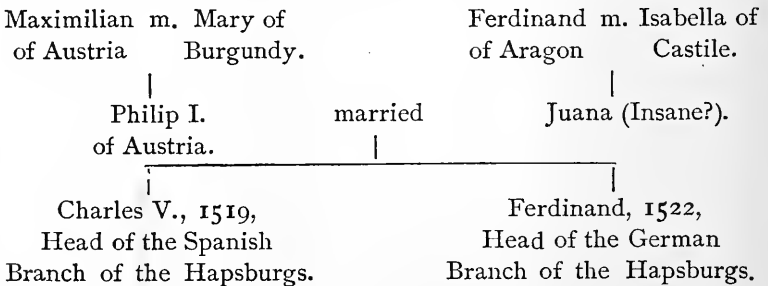 Maximilian m. Mary of Ferdinand m. Isabella of
of Austria Burgundy. of Aragon Castile.
Philip I. married Juana (Insane?).
of Austria.
Charles V., 1519, Ferdinand, 1522,
Head of the Spanish Head of the German
Branch of the Hapsburgs. Branch of the Hapsburgs.